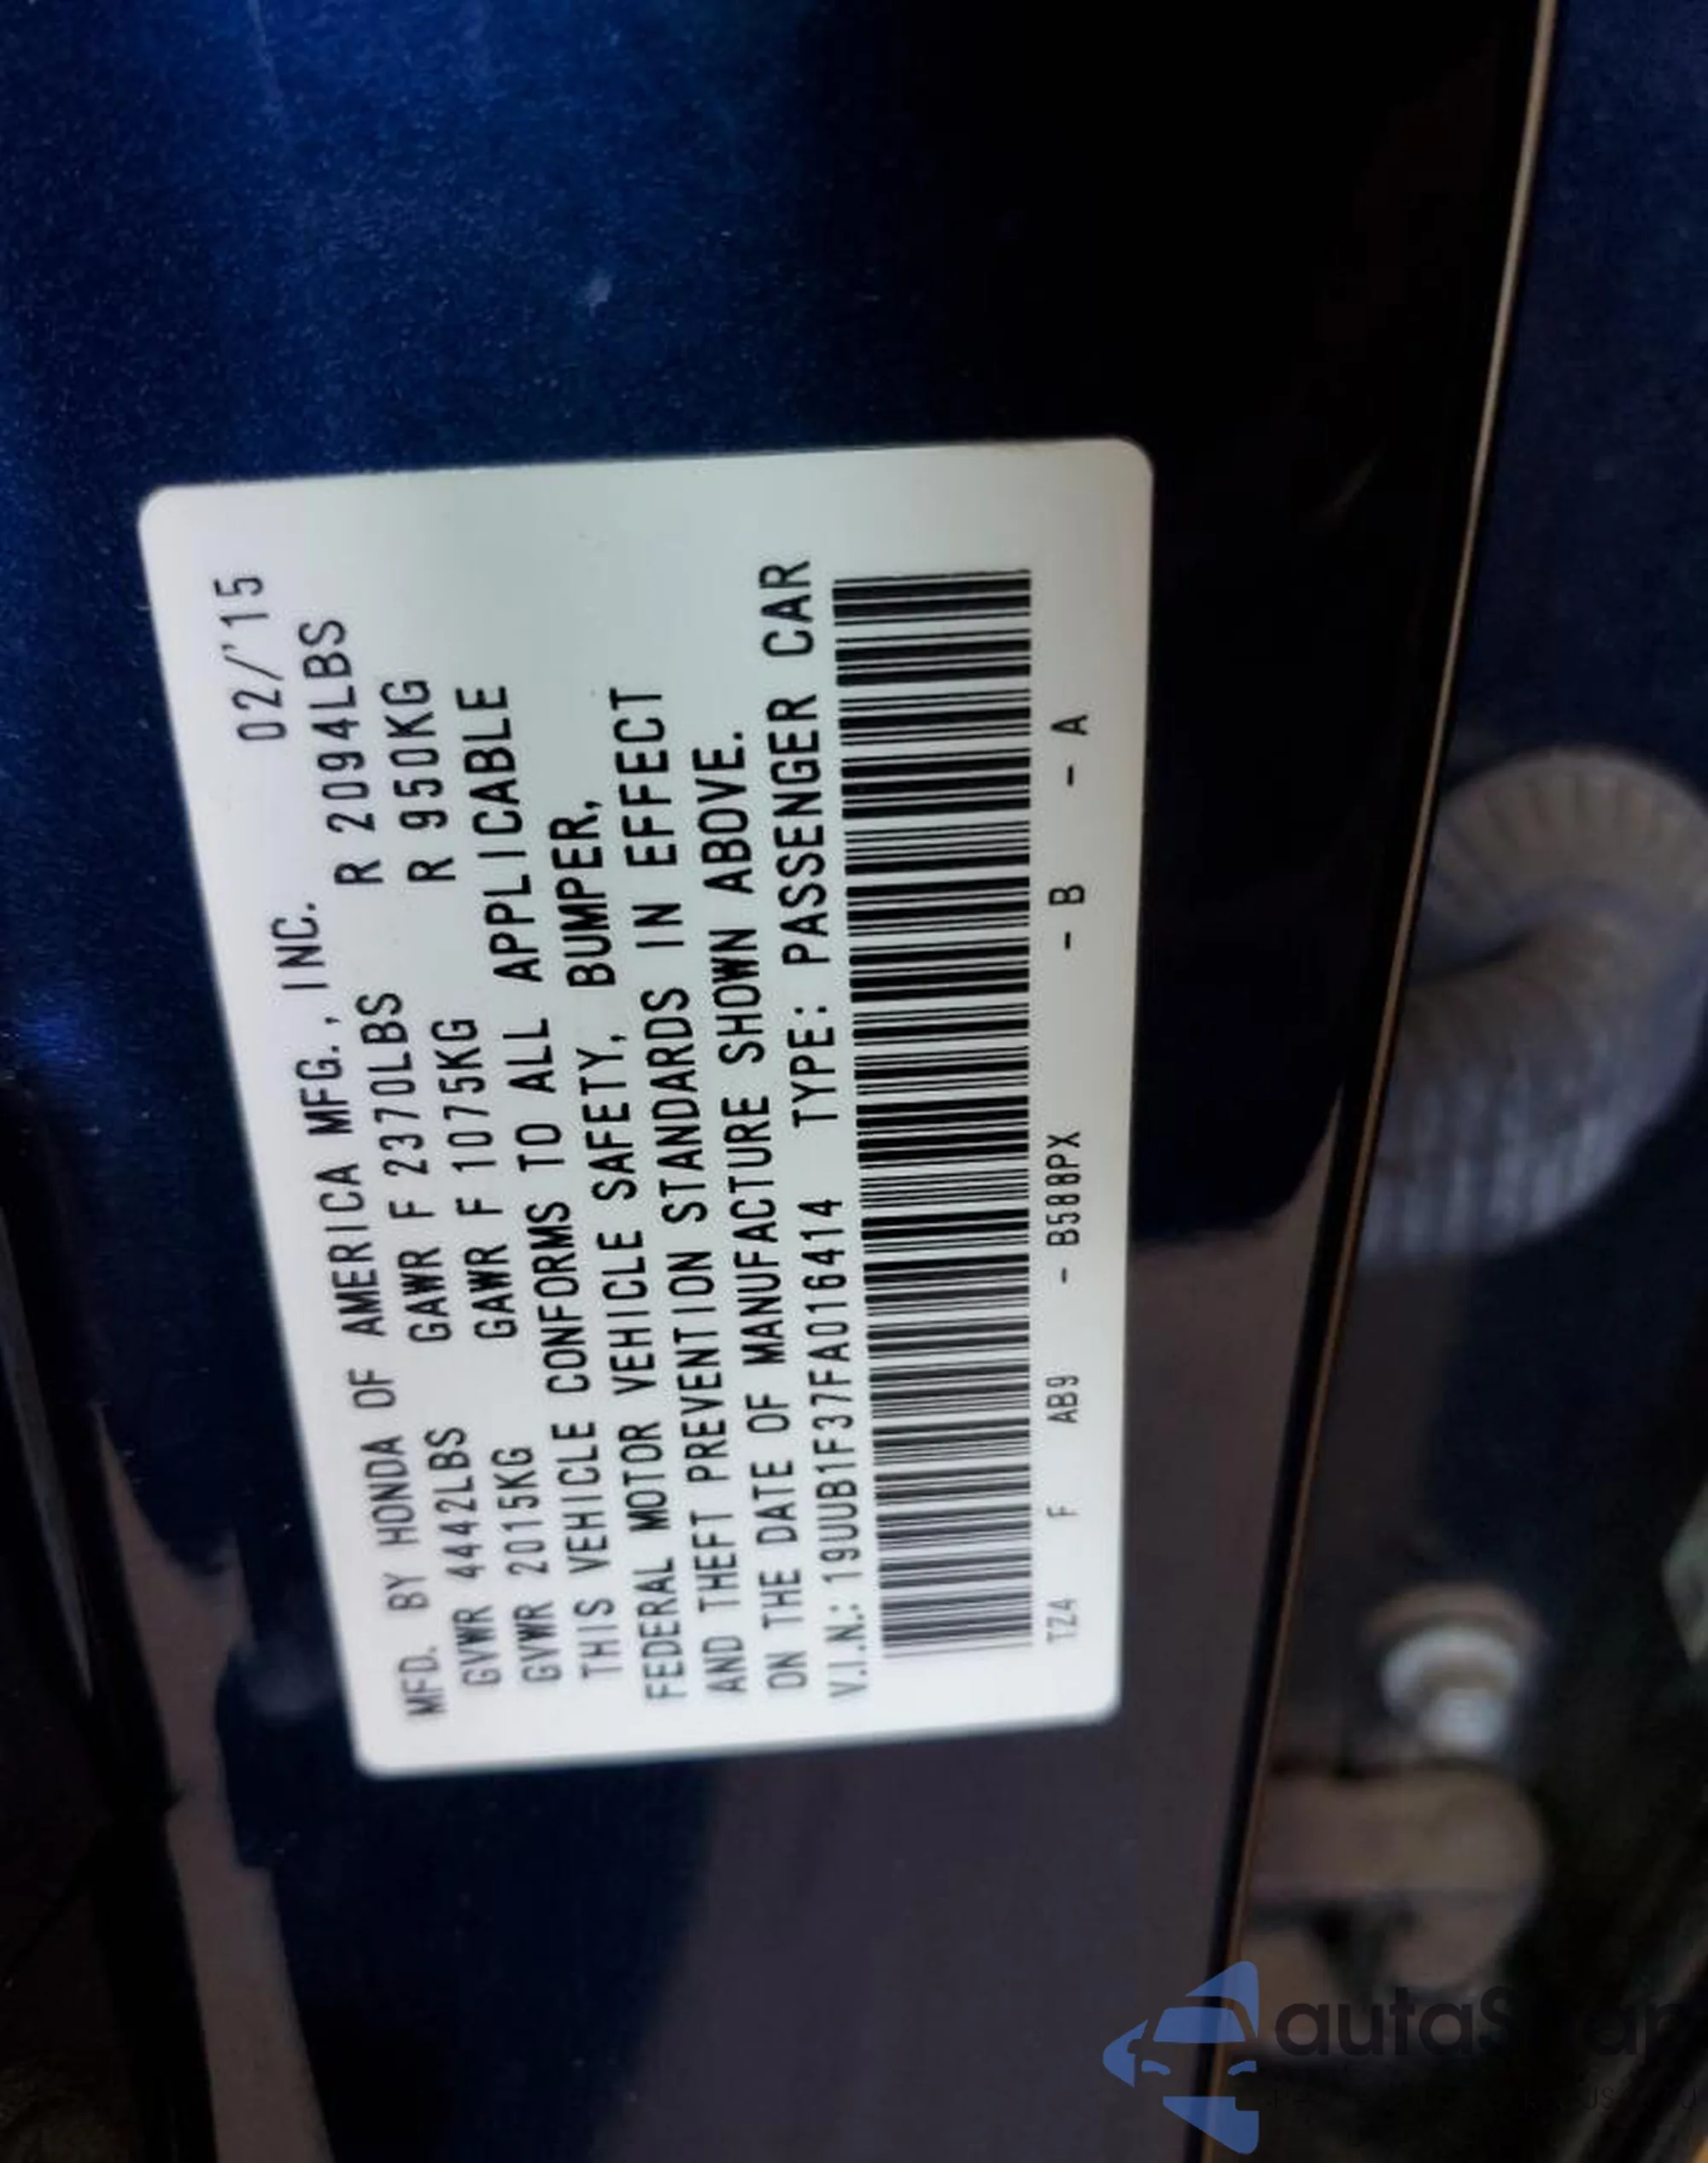 MFD. BY HONDA OF AMERICA MFG., INC. 02/'15
GVWR 4442LBS GAWR F 2370LBS R 2094LBS
GVWR 2015KG GAWR F 1075KG R 950KG
THIS VEHICLE CONFORMS TO ALL APPLICABLE
FEDERAL MOTOR VEHICLE SAFETY, BUMPER,
AND THEFT PREVENTION STANDARDS IN EFFECT
ON THE DATE OF MANUFACTURE SHOWN ABOVE.
V.I.N.: 19UUB1F37FA016414 TYPE: PASSENGER CAR
TZ4 F AB9 - B588PX - B - A